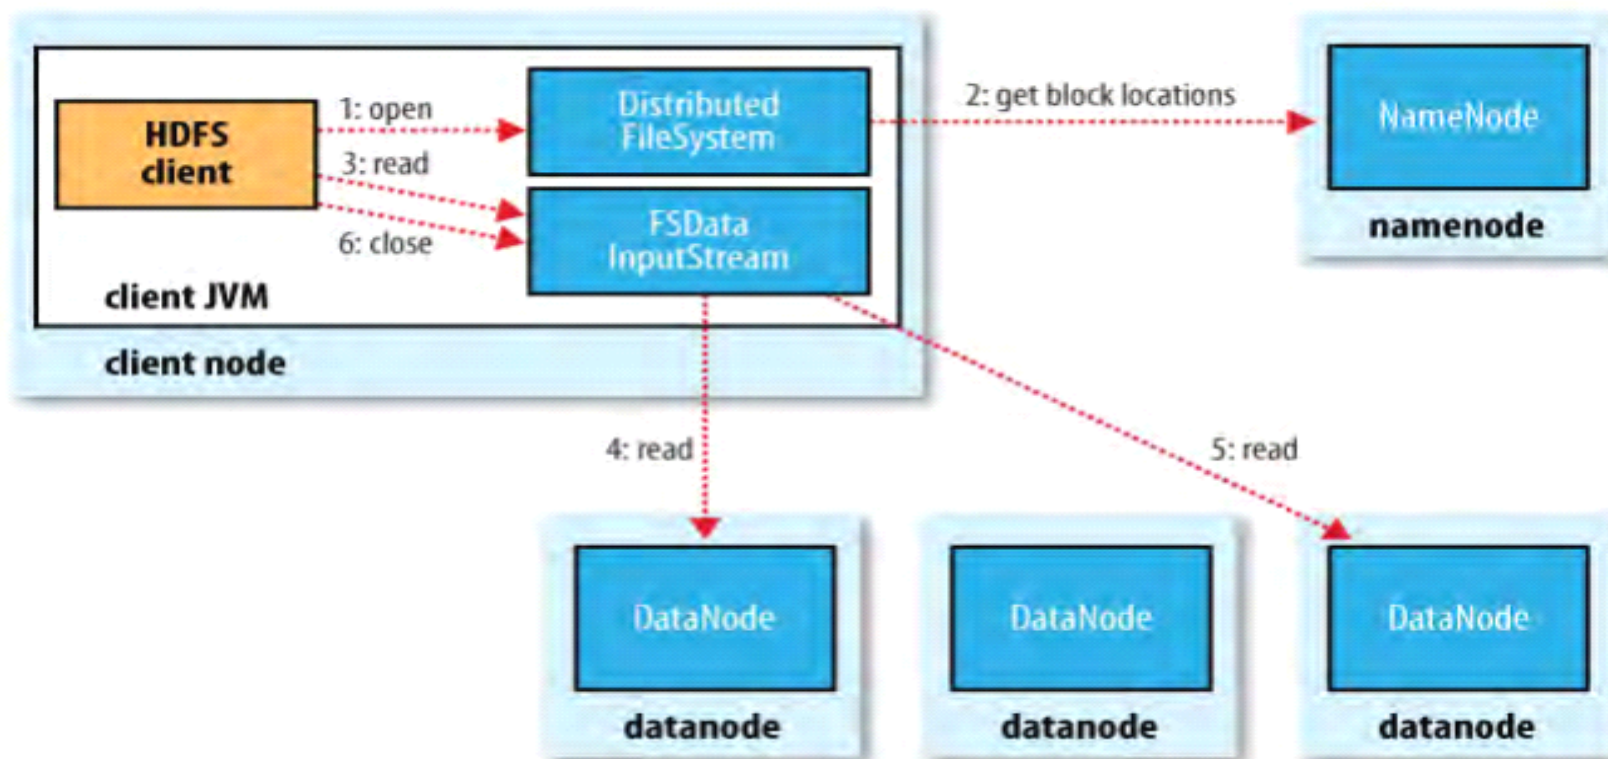 1: open
Distributed
FileSystem
2: get block locations
NameNode
HDFS
client
3: read
FSData
InputStream
namenode
6: close
client JVM
client node
4: read
5: read
DataNode
DataNode
DataNode
datanode
datanode
datanode